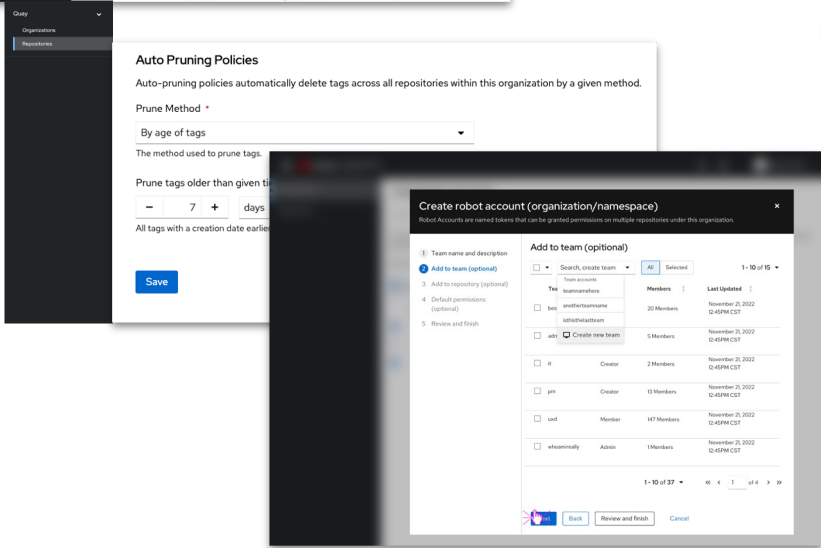 Quay
Organizations
Repositories
Auto Pruning Policies
Auto-pruning policies automatically delete tags across all repositories within this organization by a given method.
Prune Method *
By age of tags
The method used to prune tags.
Prune tags older than given
7 days
All tags with a creation date earlier
Save
Create robot account (organization/namespace)
Robot Accounts are named tokens that can be granted permissions on multiple repositories under this organization.
1 Team name and description
2 Add to team (optional)
3 Add to repository (optional)
4 Default permissions
(optional)
5 Review and finish
Add to team (opitional)
Search, create team
All
Selected
1 - 10 of 15
Team accounts
teamnamehere
anotherteamname
isthisthelastteam
Create new team
Members
Last Updated
20 Members
November 21, 2022
12:45PM CST
5 Members
November 21, 2022
12:45PM CST
it Creator 2 Members
November 21, 2022
12:45PM CST
pm Creator 13 Members
November 21, 2022
12:45PM CST
uxd Member 147 Members
November 21, 2022
12:45PM CST
whoamireally Admin 1 Members
November 21, 2022
12:45PM CST
1 - 10 of 37
1 of 4
Back
Review and finish
Cancel